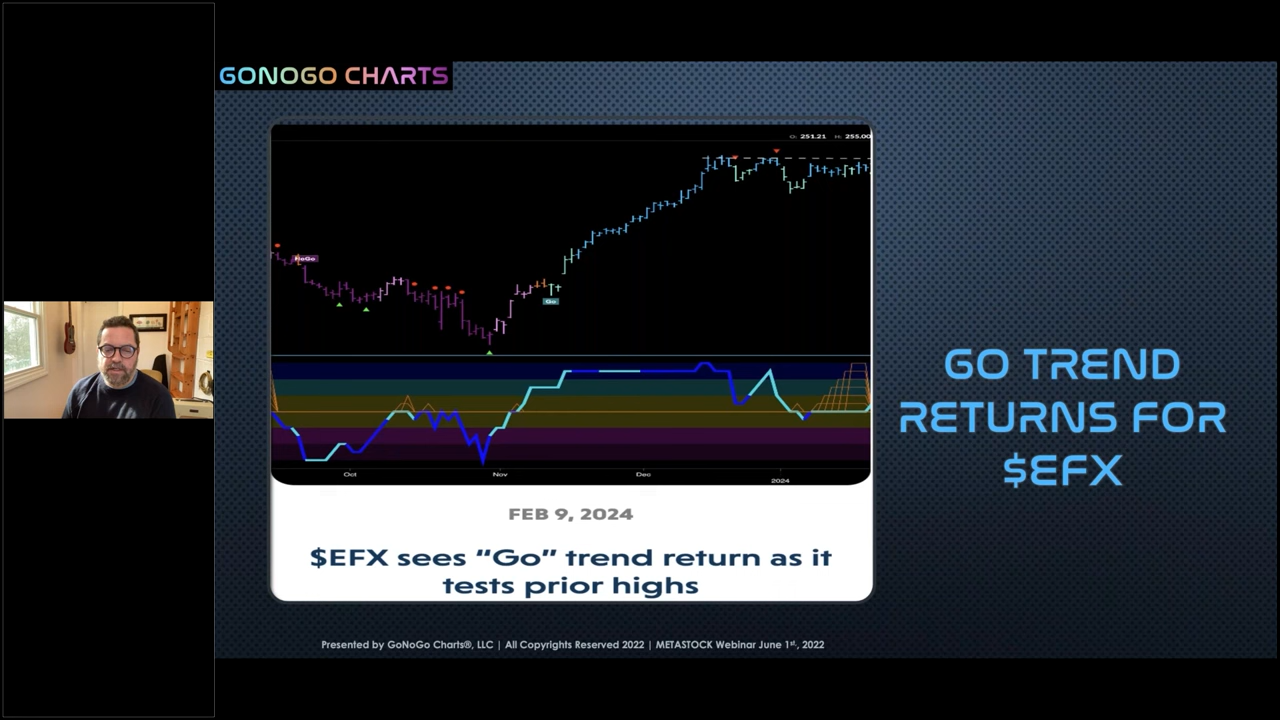 GONOGO CHARTS
O: 251.21 H: 255.00
NoGo
Go
Oct Nov Dec 2024
FEB 9, 2024
$EFX sees “Go” trend return as it
tests prior highs
GO TREND
RETURNS FOR
$EFX
Presented by GoNoGo Charts®, LLC | All Copyrights Reserved 2022 | METASTOCK Webinar June 1st, 2022